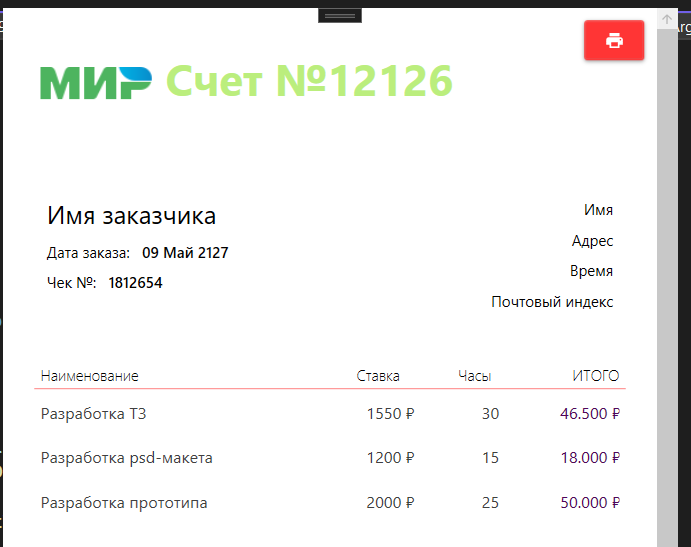 МИР Счет №12126
Имя заказчика
Дата заказа: 09 Май 2127
Чек №: 1812654
Имя
Адрес
Время
Почтовый индекс
Наименование Ставка Часы ИТОГО
Разработка ТЗ 1550 ₽ 30 46.500 ₽
Разработка psd-макета 1200 ₽ 15 18.000 ₽
Разработка прототипа 2000 ₽ 25 50.000 ₽